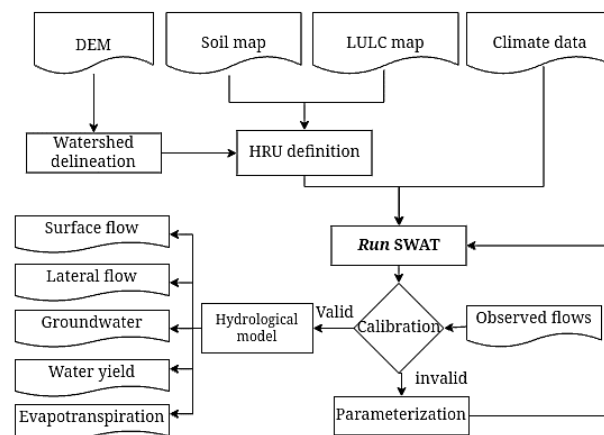 DEM
Soil map
LULC map
Climate data
Watershed
delineation
HRU definition
Surface flow
Run SWAT
Lateral flow
Valid
Groundwater
Hydrological
model
Calibration
Observed flows
Water yield
invalid
Evapotranspiration
Parameterization